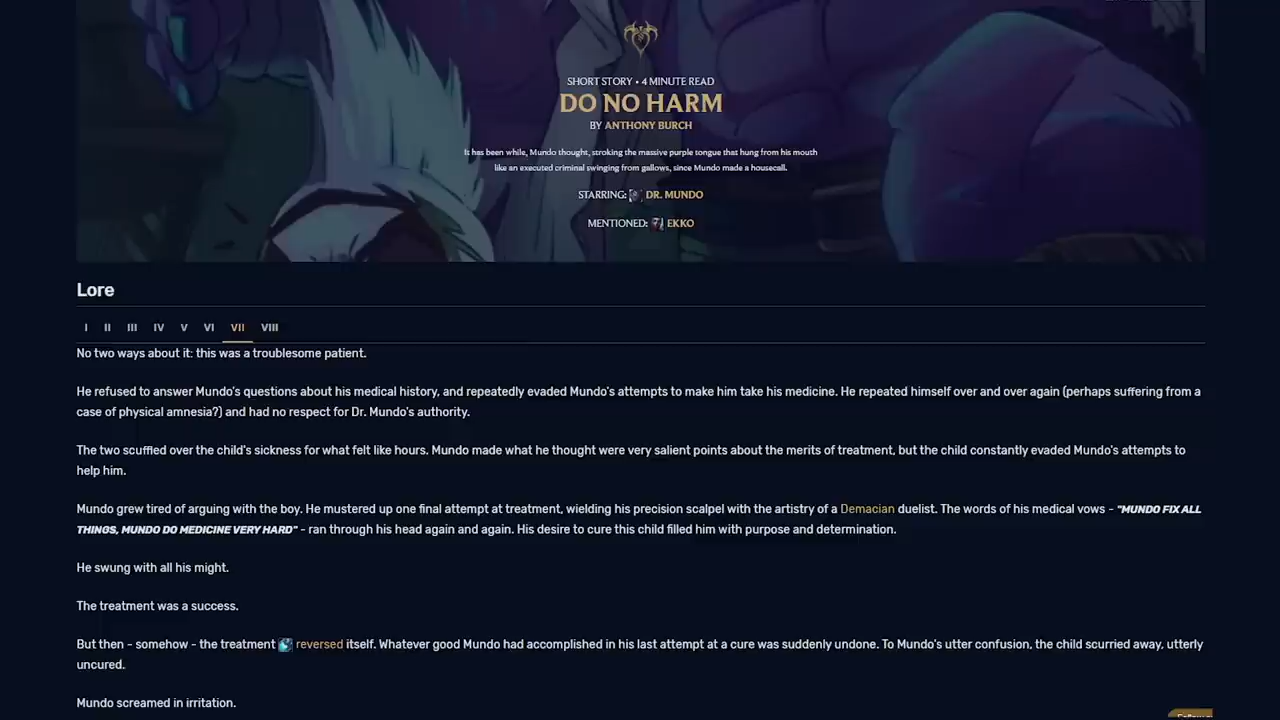 SHORT STORY • 4 MINUTE READ
DO NO HARM
BY ANTHONY BURCH
It has been while, Mundo thought, stroking the massive purple tongue that hung from his mouth
like an executed criminal swinging from gallows, since Mundo made a housecall.
STARRING: DR. MUNDO
MENTIONED: EKKO
Lore
I II III IV V VI VII VIII
No two ways about it: this was a troublesome patient.
He refused to answer Mundo's questions about his medical history, and repeatedly evaded Mundo's attempts to make him take his medicine. He repeated himself over and over again (perhaps suffering from a
case of physical amnesia?) and had no respect for Dr. Mundo's authority.
The two scuffled over the child's sickness for what felt like hours. Mundo made what he thought were very salient points about the merits of treatment, but the child constantly evaded Mundo's attempts to
help him.
Mundo grew tired of arguing with the boy. He mustered up one final attempt at treatment, wielding his precision scalpel with the artistry of a Demacian duelist. The words of his medical vows - "MUNDO FIX ALL
THINGS, MUNDO DO MEDICINE VERY HARD" - ran through his head again and again. His desire to cure this child filled him with purpose and determination.
He swung with all his might.
The treatment was a success.
But then - somehow - the treatment reversed itself. Whatever good Mundo had accomplished in his last attempt at a cure was suddenly undone. To Mundo's utter confusion, the child scurried away, utterly
uncured.
Mundo screamed in irritation.